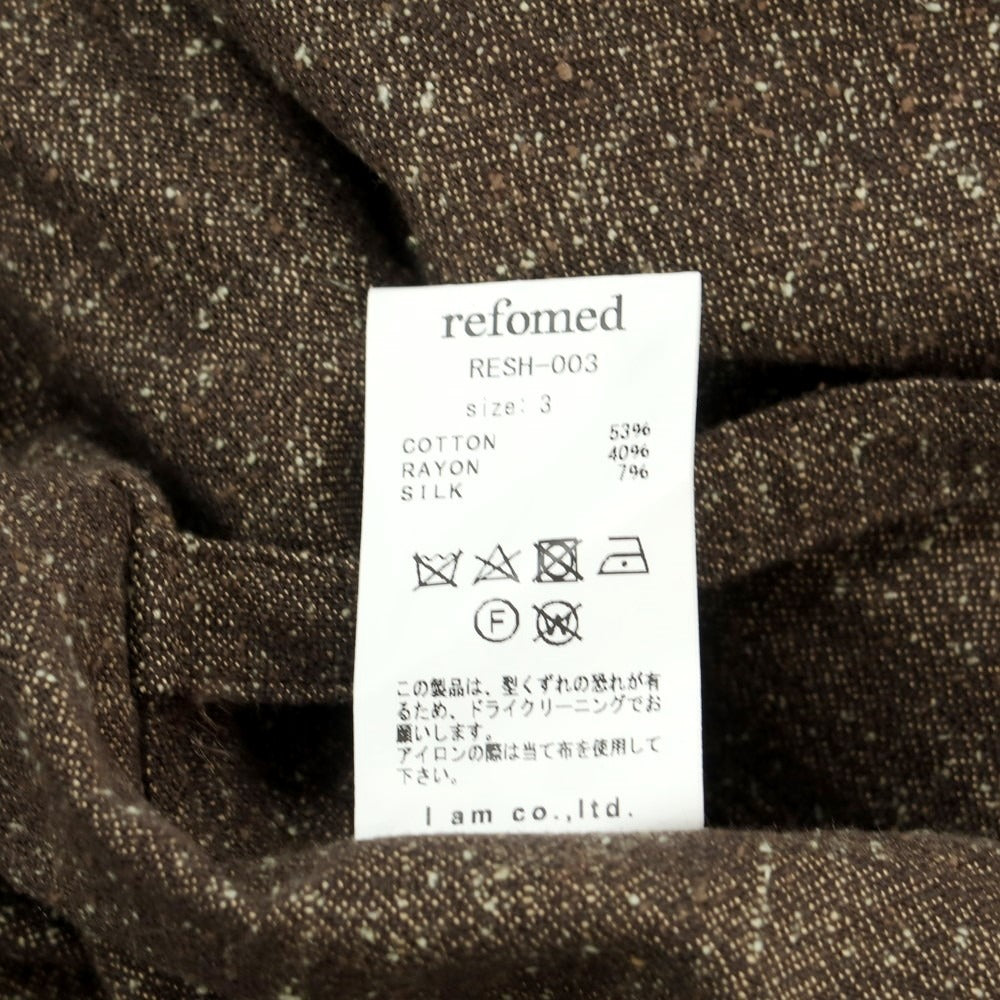 refomed
RESH-003
size: 3
COTTON 53%
RAYON 40%
SILK 7%
F W
この製品は、型くずれの恐れが有
るため、ドライクリーニングでお
願いします。
アイロンの際は当て布を使用して
下さい。
I am co.,ltd.